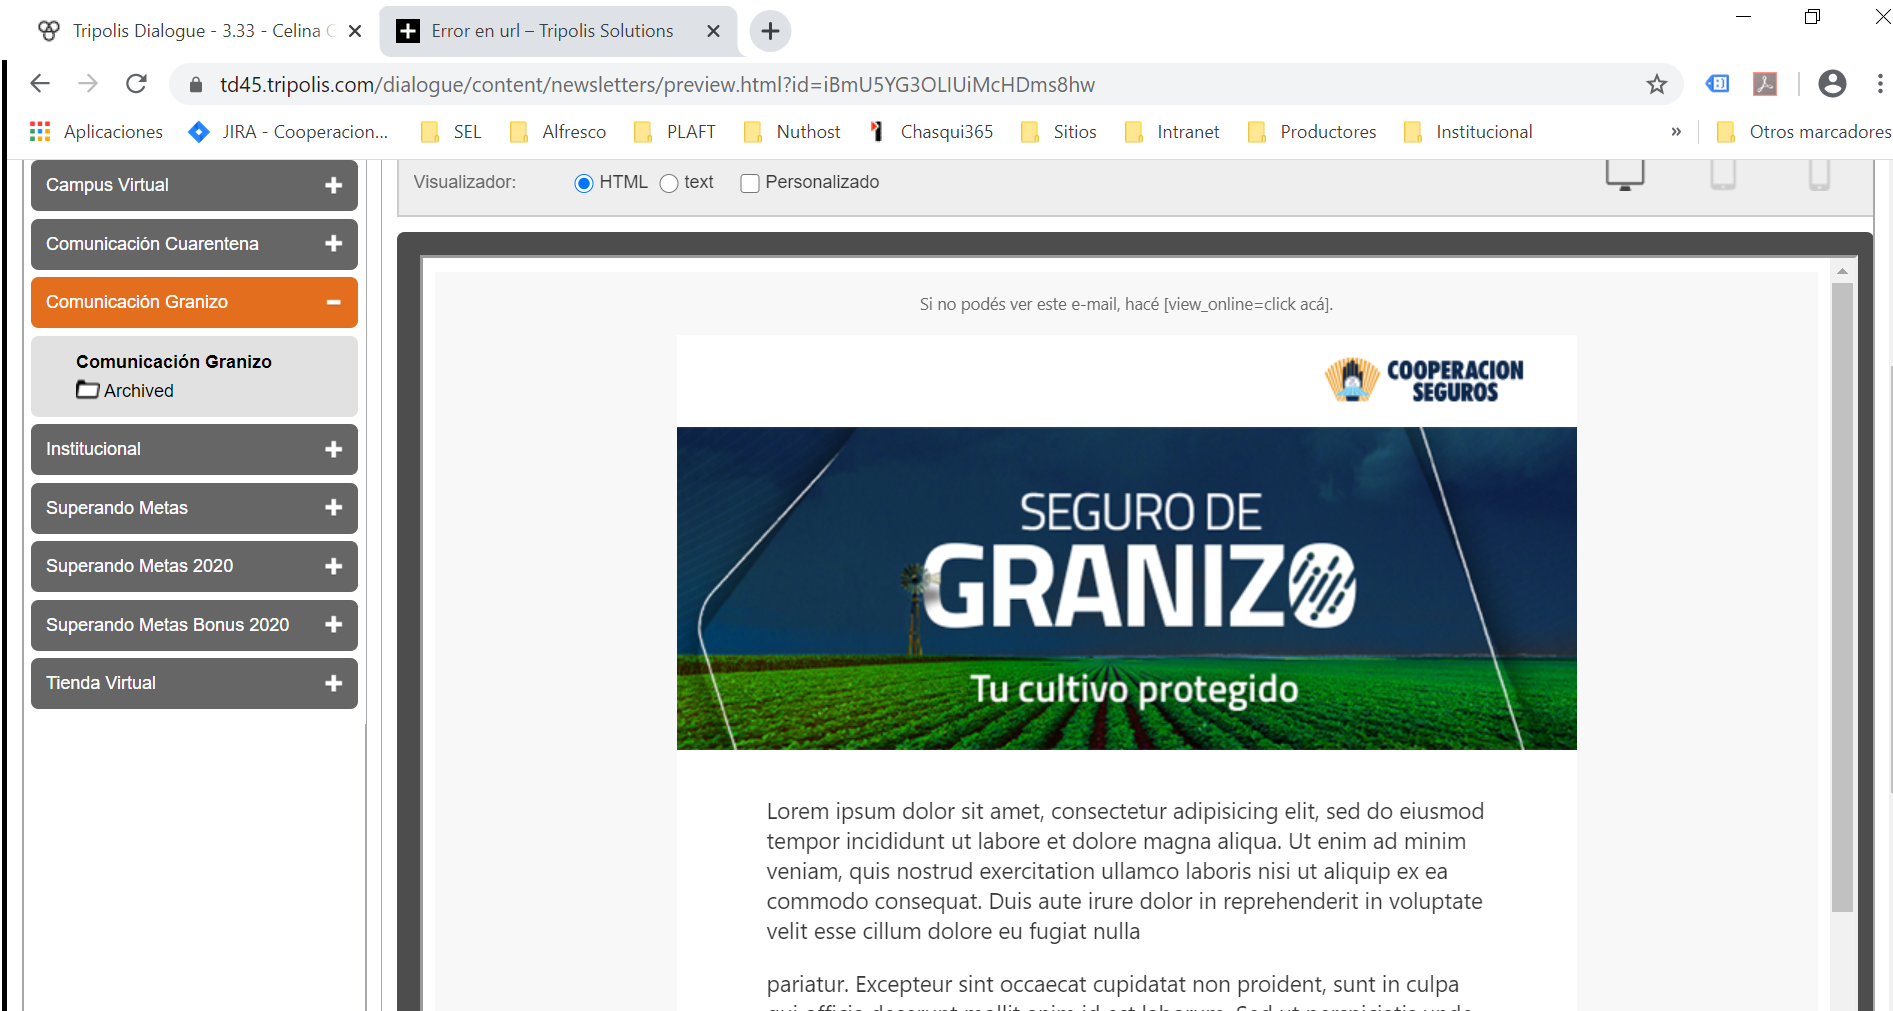 Tripolis Dialogue - 3.33 - Celina
Error en url – Tripolis Solutions
td45.tripolis.com/dialogue/content/newsletters/preview.html?id=iBmU5YG3OLIUiMcHDms8hw
Aplicaciones
JIRA - Cooperacion...
SEL
Alfresco
PLAFT
Nuthost
Chasqui365
Sitios
Intranet
Productores
Institucional
»
Otros marcadores
Campus Virtual
Comunicación Cuarentena
Comunicación Granizo
Comunicación Granizo
Archived
Institucional
Superando Metas
Superando Metas 2020
Superando Metas Bonus 2020
Tienda Virtual
Visualizador:
HTML
text
Personalizado
Si no podés ver este e-mail, hacé [view_online=click acá].
COOPERACION
SEGUROS
SEGURO DE
GRANIZO
Tu cultivo protegido
Lorem ipsum dolor sit amet, consectetur adipisicing elit, sed do eiusmod
tempor incididunt ut labore et dolore magna aliqua. Ut enim ad minim
veniam, quis nostrud exercitation ullamco laboris nisi ut aliquip ex ea
commodo consequat. Duis aute irure dolor in reprehenderit in voluptate
velit esse cillum dolore eu fugiat nulla
pariatur. Excepteur sint occaecat cupidatat non proident, sunt in culpa